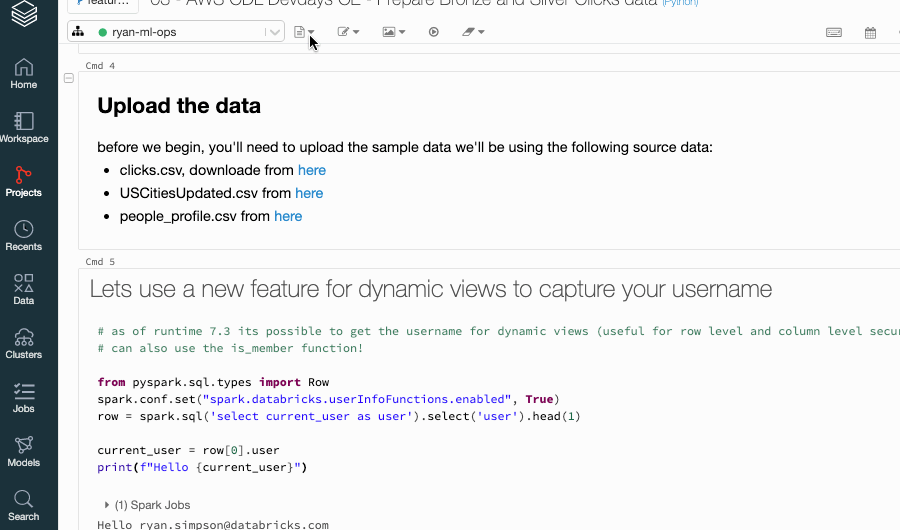 Featur...
03 - AWS CDL Devdays CE - Prepare Bronze and Silver Clicks data (Python)
ryan-ml-ops
Home
Workspace
Projects
Recents
Data
Clusters
Jobs
Models
Search
Cmd 4
Upload the data
before we begin, you'll need to upload the sample data we'll be using the following source data:
clicks.csv, downloade from here
USCitiesUpdated.csv from here
people_profile.csv from here
Cmd 5
Lets use a new feature for dynamic views to capture your username
# as of runtime 7.3 its possible to get the username for dynamic views (useful for row level and column level secur
# can also use the is_member function!
from pyspark.sql.types import Row
spark.conf.set("spark.databricks.userInfoFunctions.enabled", True)
row = spark.sql('select current_user as user').select('user').head(1)
current_user = row[0].user
print(f"Hello {current_user}")
(1) Spark Jobs
Hello ryan.simpson@databricks.com